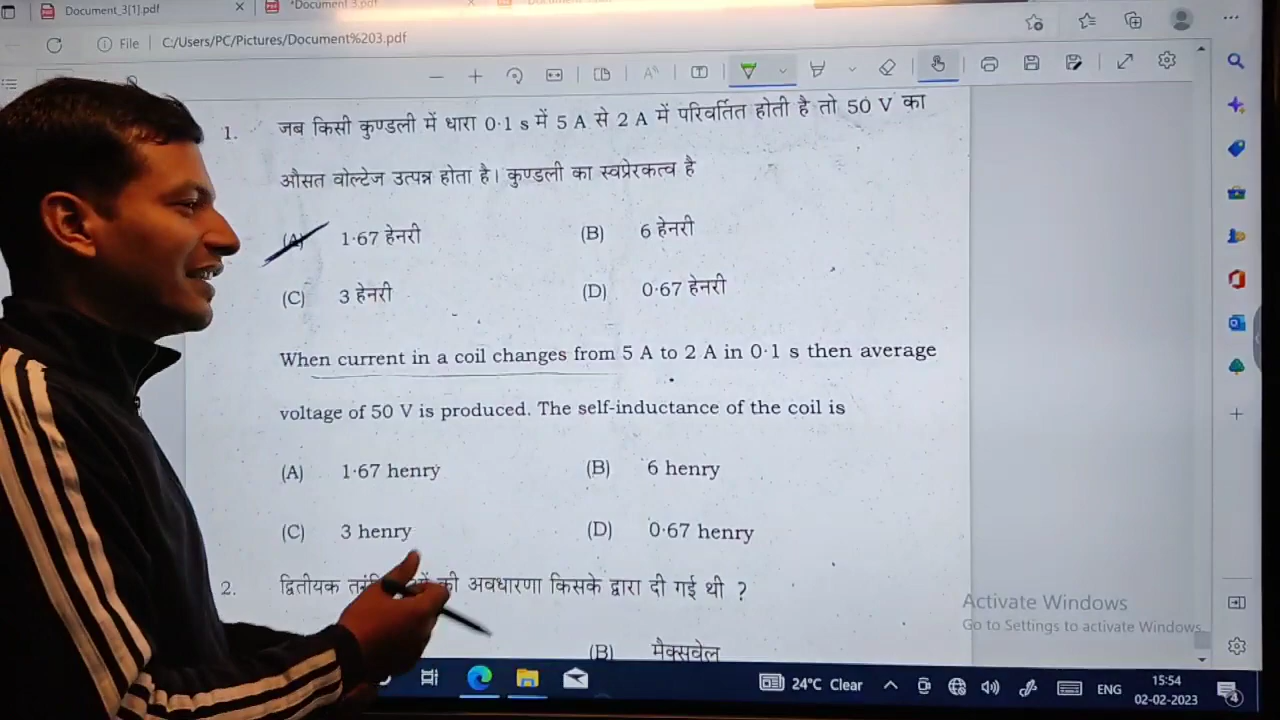 Document_3[1].pdf
*Document 3.pdf
File C:/Users/PC/Pictures/Document%203.pdf
1. जब किसी कुण्डली में धारा 0·1 s में 5 A से 2 A में परिवर्तित होती है तो 50 V का
औसत वोल्टेज उत्पन्न होता है। कुण्डली का स्वप्रेरकत्व है
(A) 1·67 हेनरी (B) 6 हेनरी
(C) 3 हेनरी (D) 0·67 हेनरी
When current in a coil changes from 5 A to 2 A in 0·1 s then average
voltage of 50 V is produced. The self-inductance of the coil is
(A) 1·67 henry (B) 6 henry
(C) 3 henry (D) 0·67 henry
2. द्वितीयक की अवधारणा किसके द्वारा दी गई थी ?
(B) मैक्सवेल
Activate Windows
Go to Settings to activate Windows.
24°C Clear ENG 15:54
02-02-2023 4